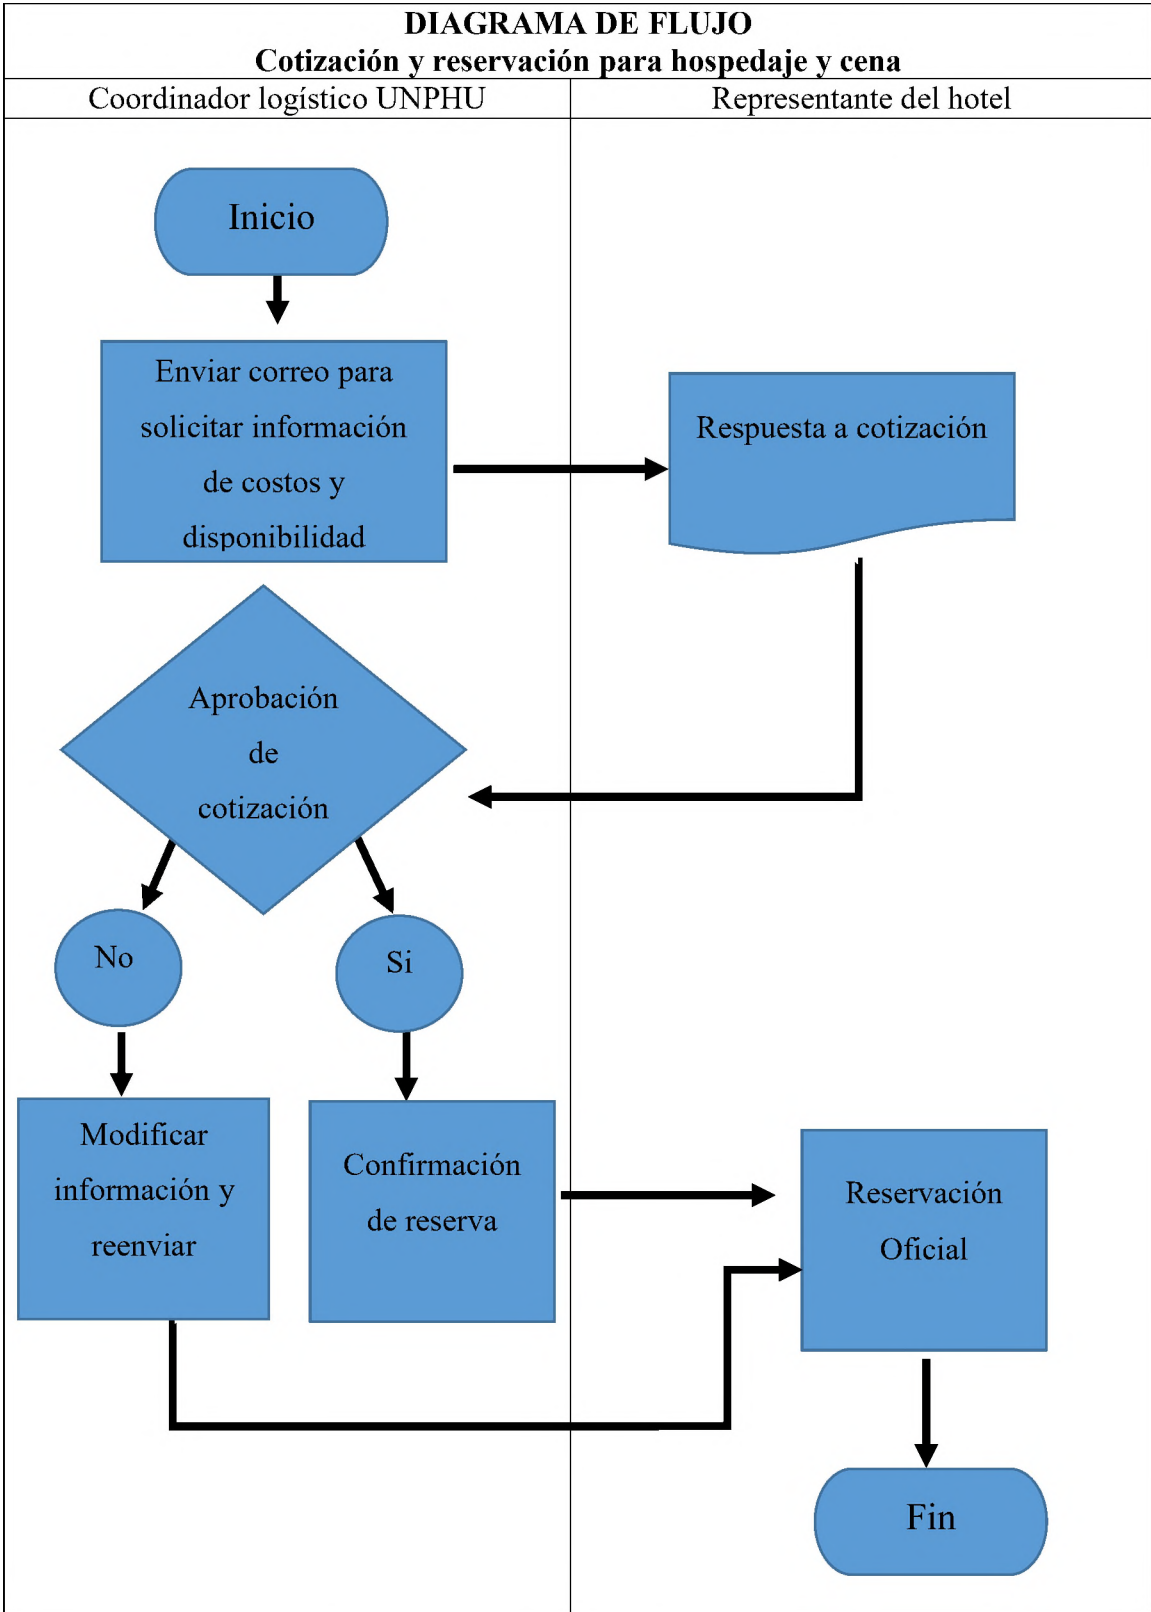 DIAGRAMA DE FLUJO
Cotización y reservación para hospedaje y cena
Coordinador logístico UNPHU
Representante del hotel
Inicio
Enviar correo para
solicitar información
de costos y
disponibilidad
Respuesta a cotización
Aprobación
de
cotización
No
Si
Modificar
información y
reenviar
Confirmación
de reserva
Reservación
Oficial
Fin